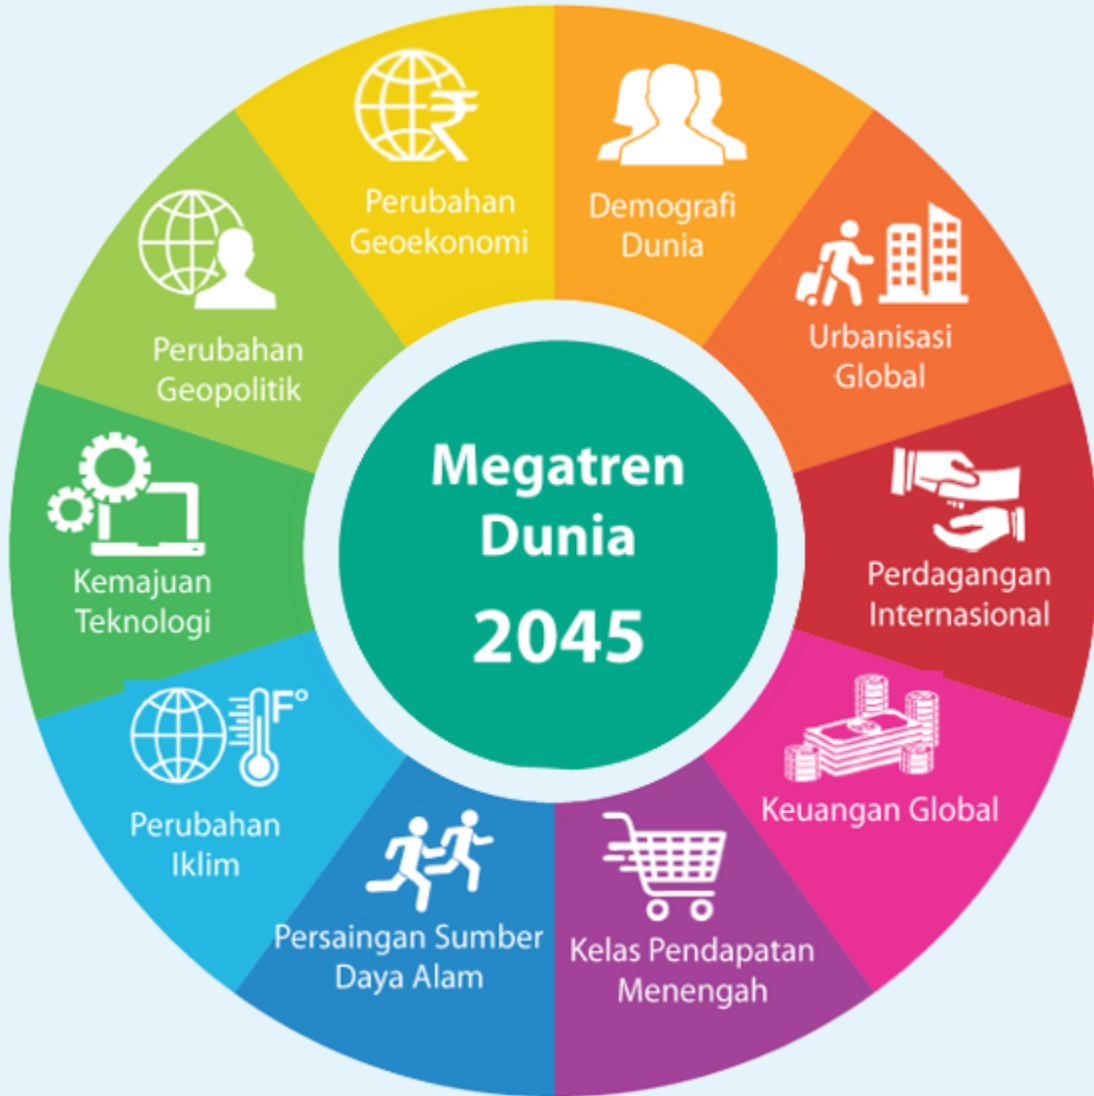 Megatren
Dunia
2045
Demografi
Dunia
Urbanisasi
Global
Perdagangan
Internasional
Keuangan Global
Kelas Pendapatan
Menengah
Persaingan Sumber
Daya Alam
F°
Perubahan
Iklim
Kemajuan
Teknologi
Perubahan
Geopolitik
₹
Perubahan
Geoekonomi